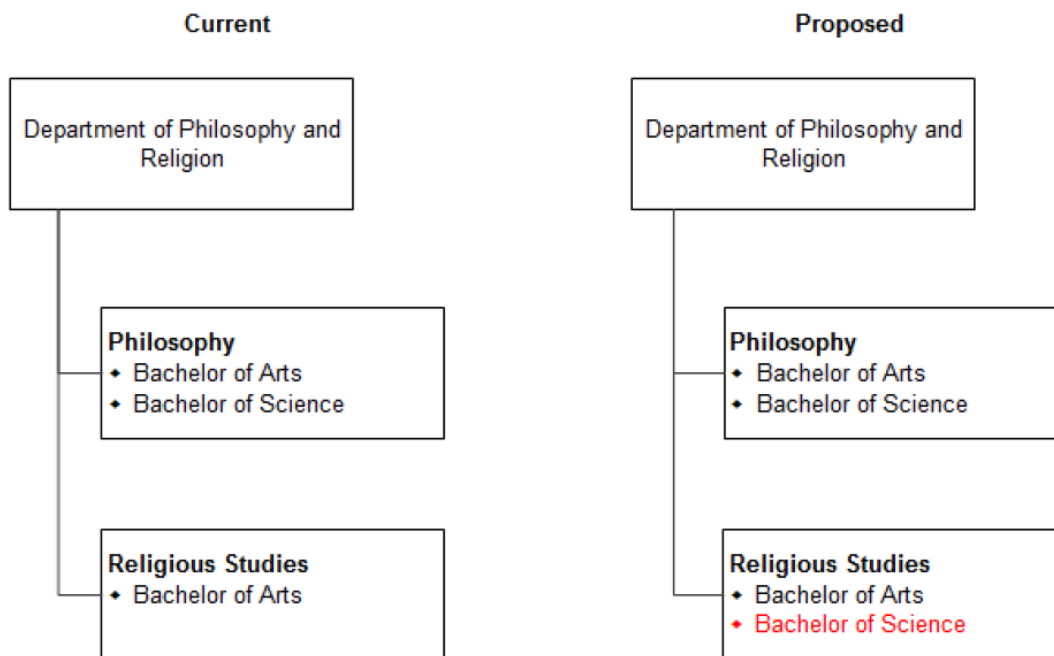 Current
Department of Philosophy and
Religion
Philosophy
Bachelor of Arts
Bachelor of Science
Religious Studies
Bachelor of Arts
Proposed
Department of Philosophy and
Religion
Philosophy
Bachelor of Arts
Bachelor of Science
Religious Studies
Bachelor of Arts
Bachelor of Science